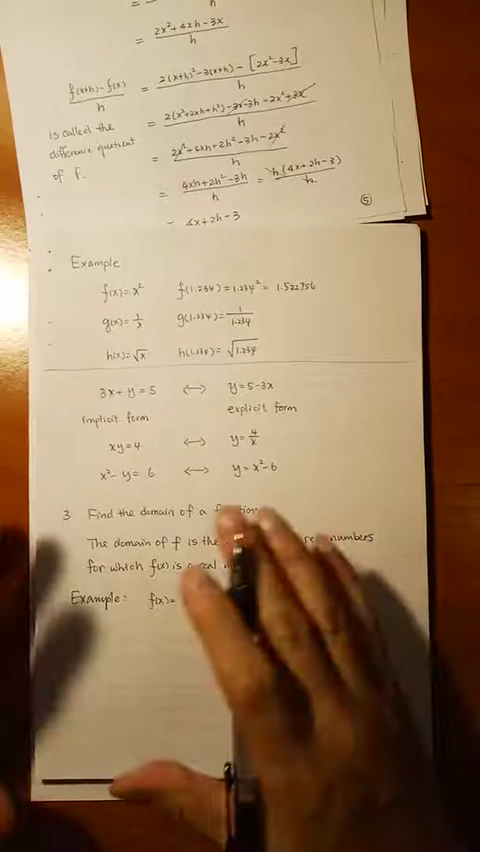 = 2x²+4xh-3x / h
f(x+h)-f(x) / h = 2(x+h)²-3(x+h)-[2x²-3x] / h
is called the
difference quotient
of f.
= 2(x²+2xh+h²)-3x-3h-2x²+3x / h
= 2x²+4xh+2h²-3h-2x² / h
= 4xh+2h²-3h / h = h(4x+2h-3) / h
= 4x+2h-3
⑤
Example
f(x)=x² f(1.234)=1.234²= 1.522756
g(x)=1/x g(1.234)=1/1.234
h(x)=√x h(1.234)=√1.234
3x+y=5 ⟷ y=5-3x
implicit form explicit form
xy=4 ⟷ y=4/x
x²-y=6 ⟷ y=x²-6
3 Find the domain of a
The domain of f is the numbers
for which f(x) is a real
Example: f(x)=